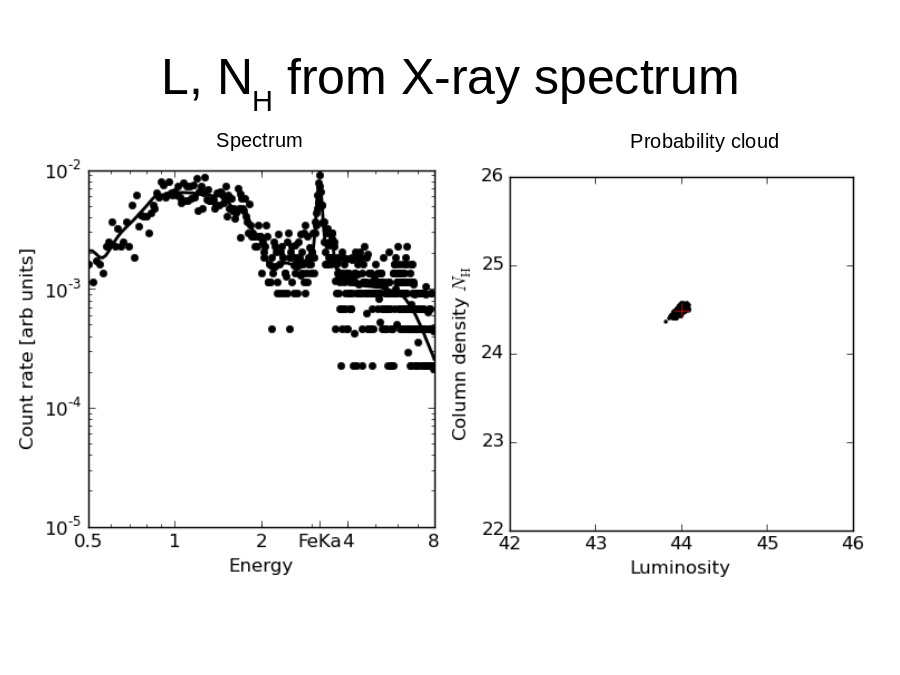 L, N_H from X-ray spectrum
Spectrum
Probability cloud
10^-2
10^-3
10^-4
10^-5
Count rate [arb units]
0.5 1 2 FeKa 4 8
Energy
26
25
24
23
22
Column density N_H
42 43 44 45 46
Luminosity